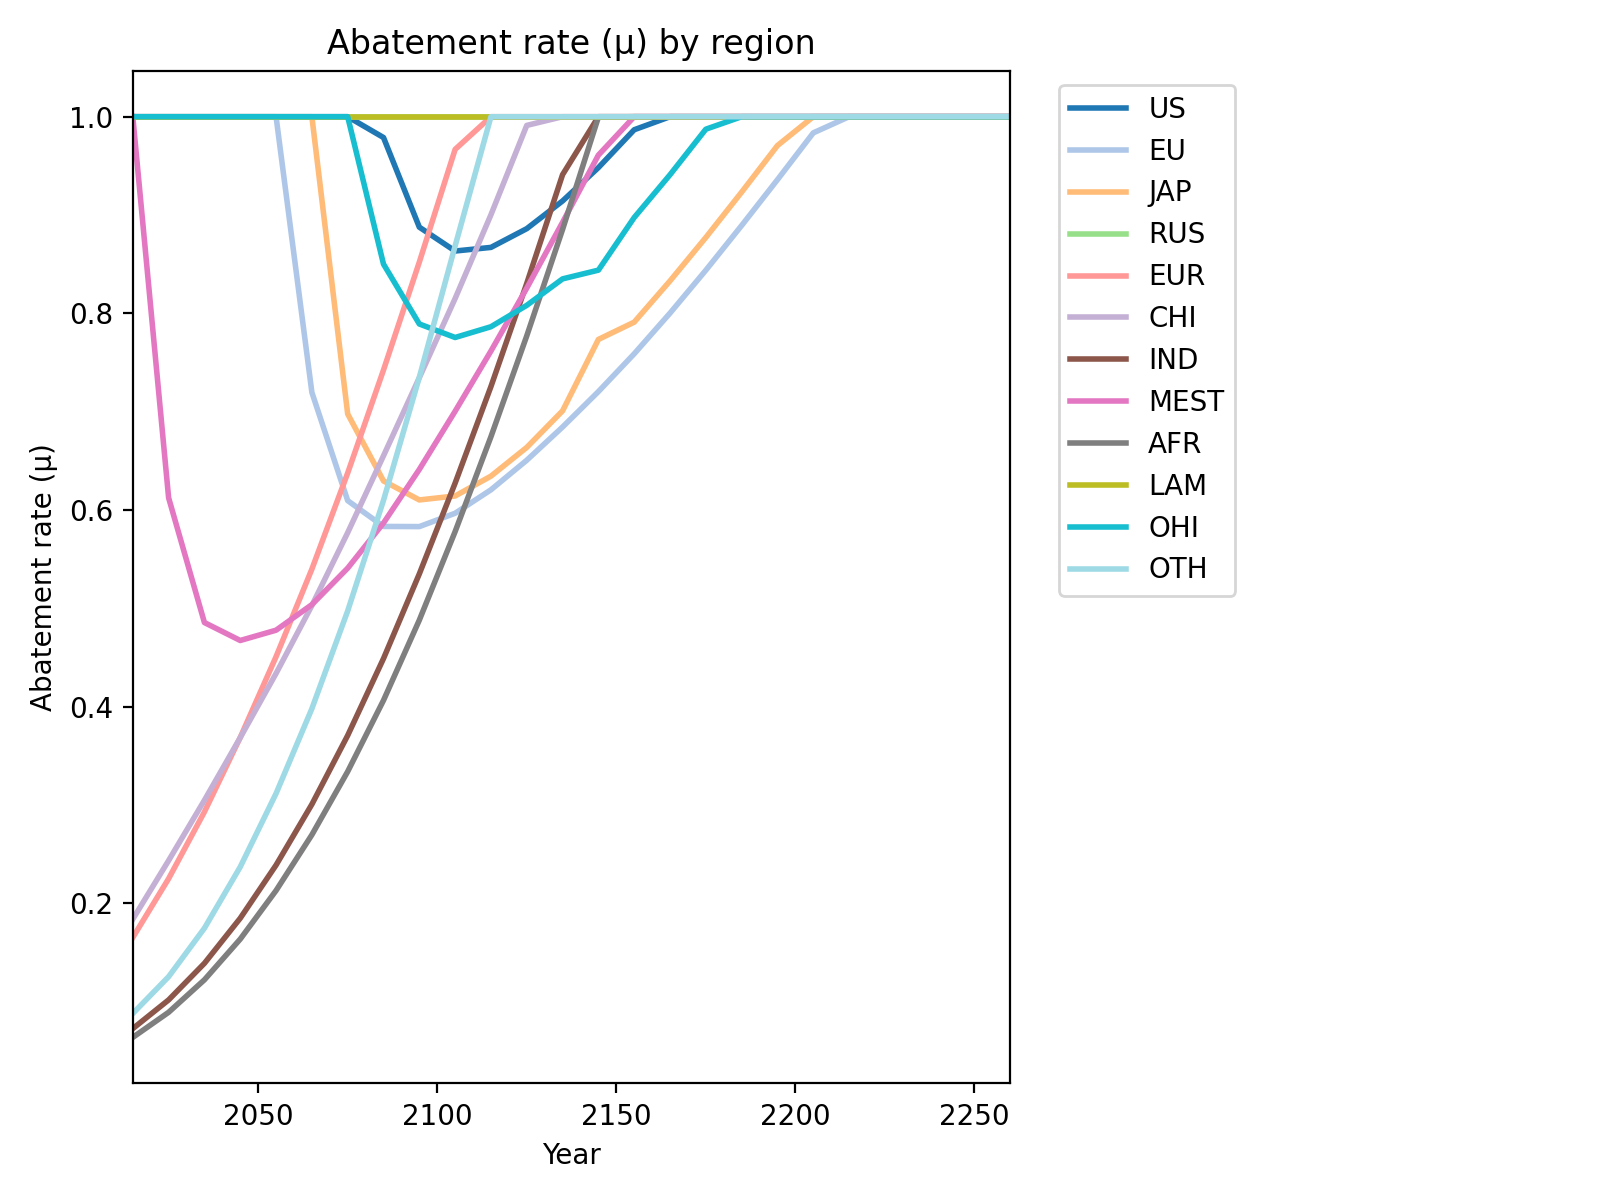 Abatement rate (μ) by region
Abatement rate (μ)
1.0
0.8
0.6
0.4
0.2
2050
2100
2150
2200
2250
Year
US
EU
JAP
RUS
EUR
CHI
IND
MEST
AFR
LAM
OHI
OTH